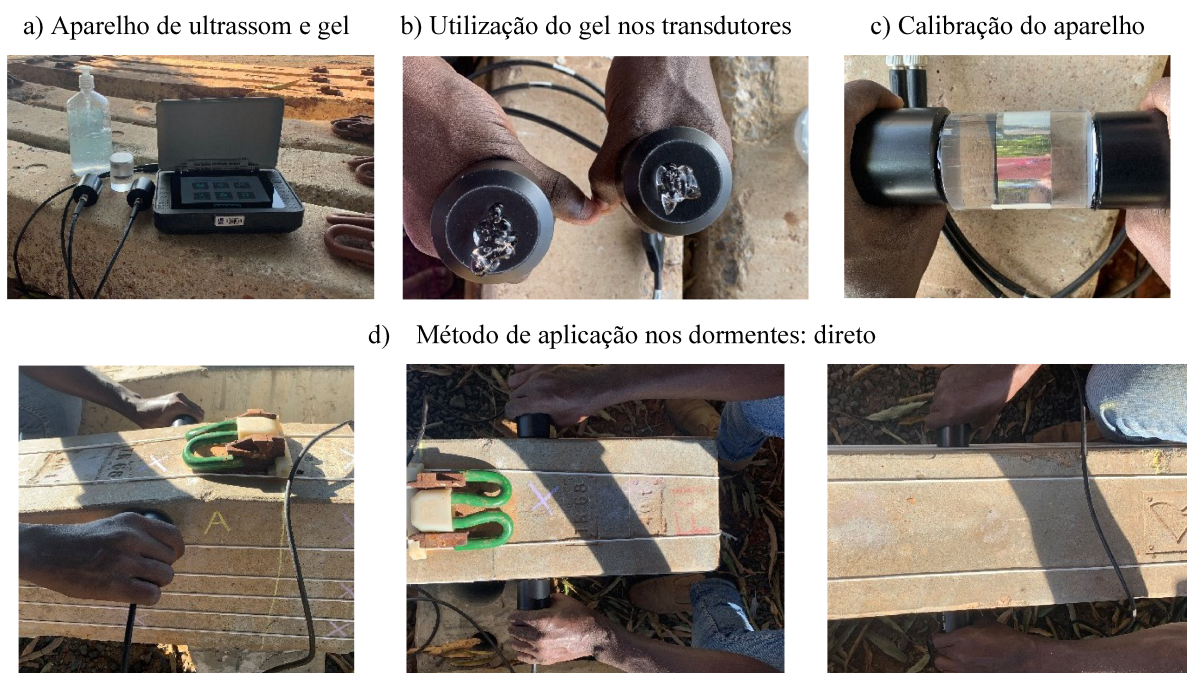 a) Aparelho de ultrassom e gel
b) Utilização do gel nos transdutores
c) Calibração do aparelho
d) Método de aplicação nos dormentes: direto
A
X